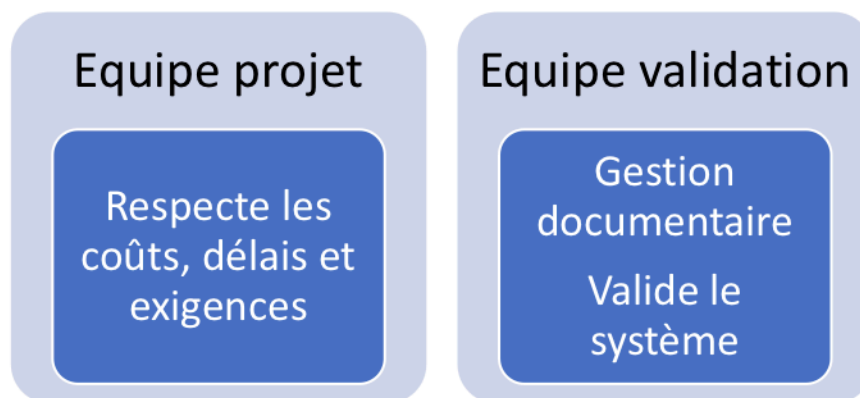 Equipe projet
Respecte les
coûts, délais et
exigences
Equipe validation
Gestion
documentaire
Valide le
système